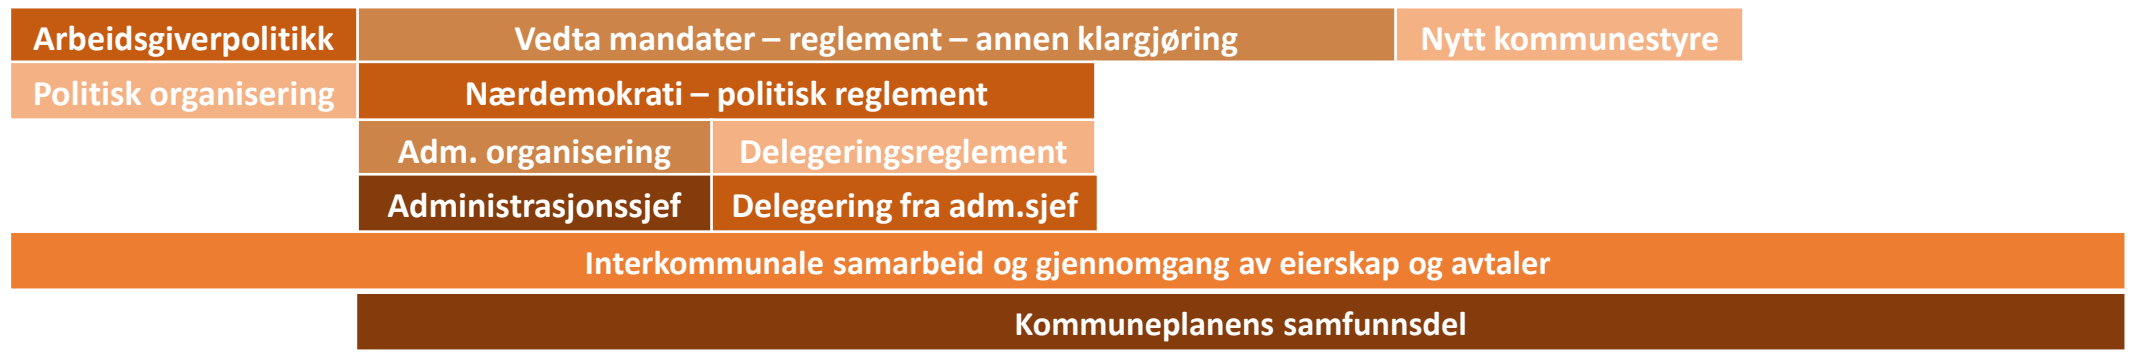 Arbeidsgiverpolitikk
Vedta mandater – reglement – annen klargjøring
Nytt kommunestyre
Politisk organisering
Nærdemokrati – politisk reglement
Adm. organisering
Delegeringsreglement
Administrasjonssjef
Delegering fra adm.sjef
Interkommunale samarbeid og gjennomgang av eierskap og avtaler
Kommuneplanens samfunnsdel